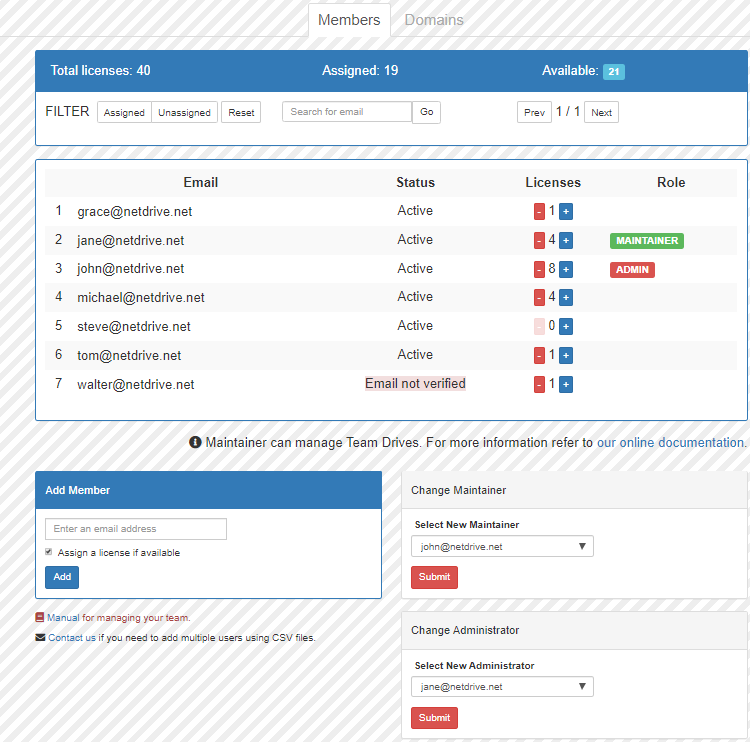 Members Domains
Total licenses: 40 Assigned: 19 Available: 21
FILTER Assigned Unassigned Reset Search for email Go Prev 1 / 1 Next
Email Status Licenses Role
1 grace@netdrive.net Active - 1 +
2 jane@netdrive.net Active - 4 + MAINTAINER
3 john@netdrive.net Active - 8 + ADMIN
4 michael@netdrive.net Active - 4 +
5 steve@netdrive.net Active - 0 +
6 tom@netdrive.net Active - 1 +
7 walter@netdrive.net Email not verified - 1 +
Maintainer can manage Team Drives. For more information refer to our online documentation.
Add Member
Enter an email address
Assign a license if available
Add
Manual for managing your team.
Contact us if you need to add multiple users using CSV files.
Change Maintainer
Select New Maintainer
john@netdrive.net
Submit
Change Administrator
Select New Administrator
jane@netdrive.net
Submit